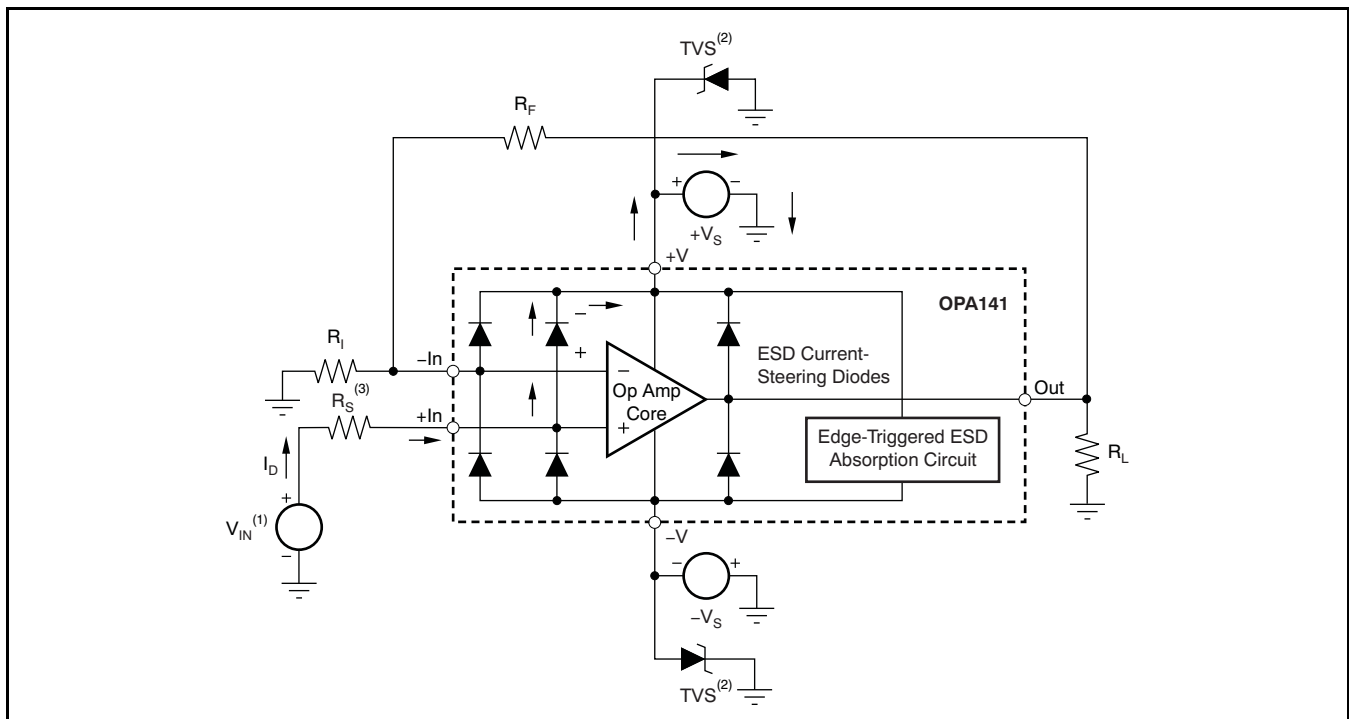 TVS(2)
RF
+ −
+VS
+V
OPA141
−
+
RI
−In
−
Op Amp
Core
+
ESD Current-
Steering Diodes
Out
RS(3)
+In
Edge-Triggered ESD
Absorption Circuit
RL
ID
+
VIN(1)
−
−V
− +
−VS
TVS(2)